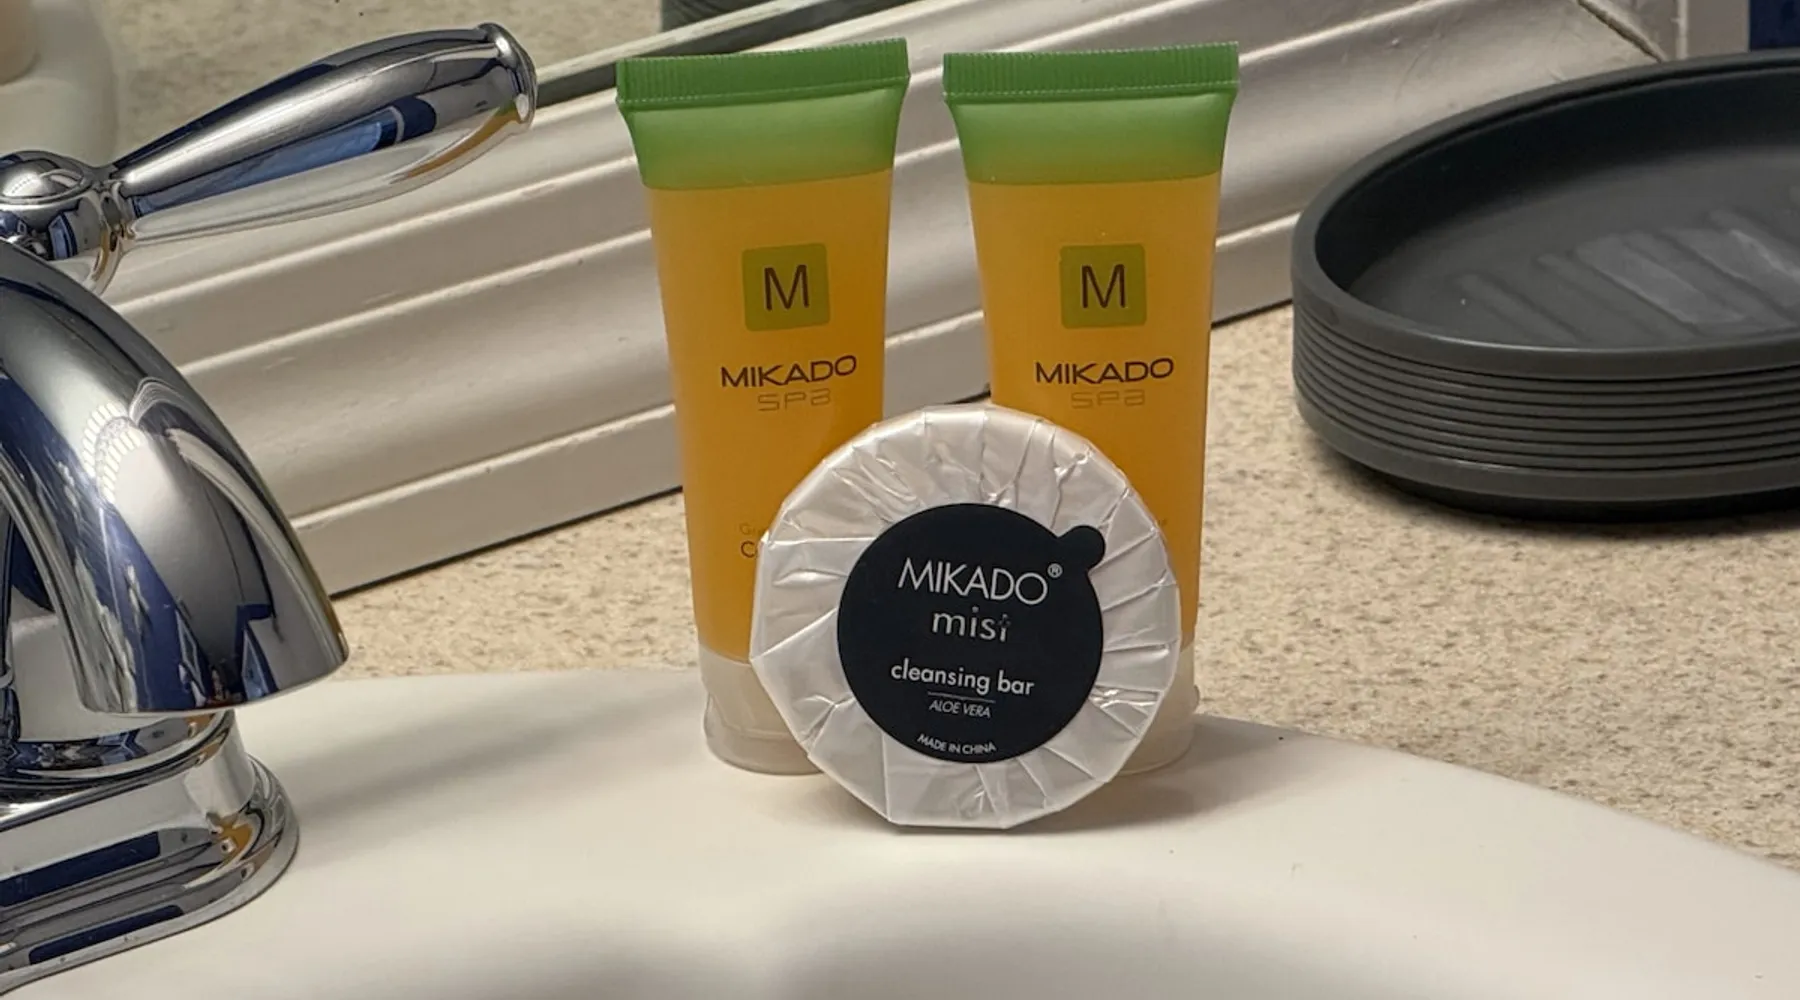 M
MIKADO
SPA
M
MIKADO
SPA
MIKADO®
mist
cleansing bar
ALOE VERA
MADE IN CHINA